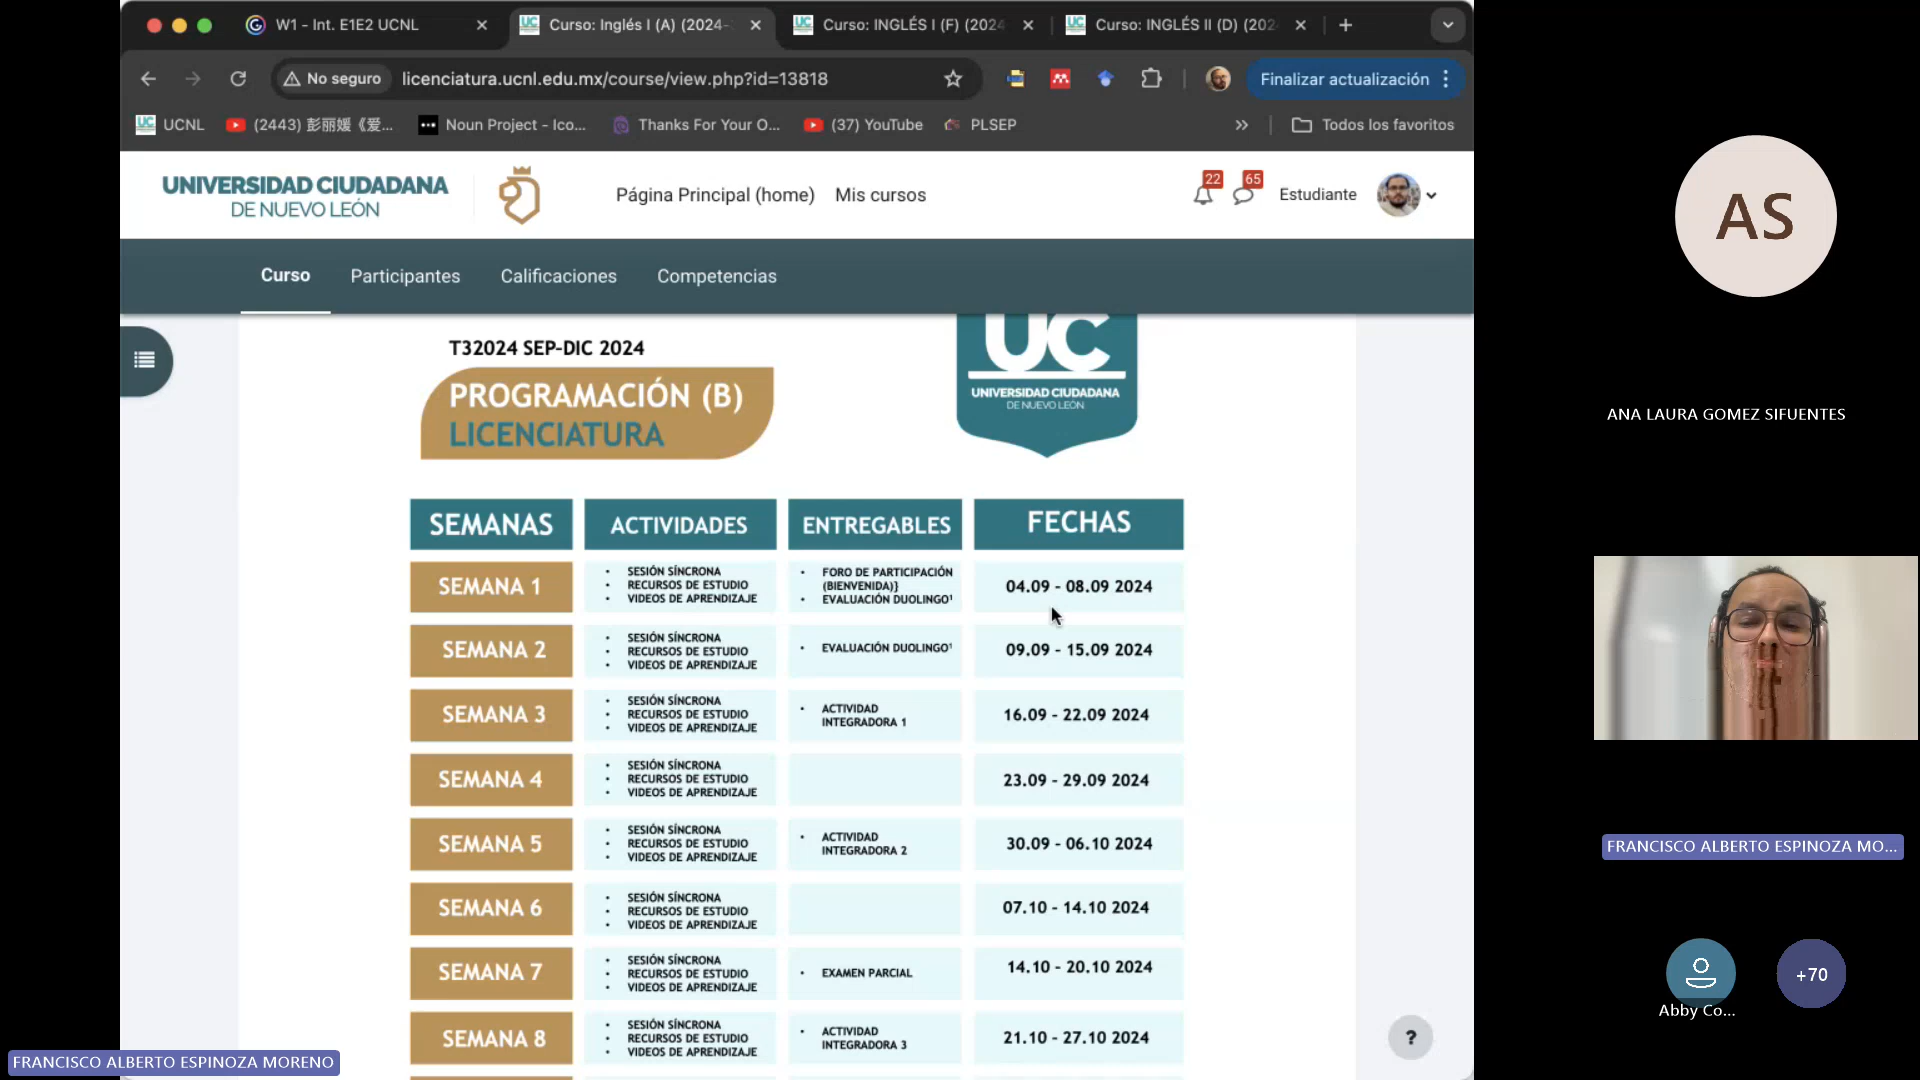 W1 - Int. E1E2 UCNL
Curso: Inglés I (A) (2024-
Curso: INGLÉS I (F) (2024
Curso: INGLÉS II (D) (202
No seguro
licenciatura.ucnl.edu.mx/course/view.php?id=13818
Finalizar actualización
UCNL
(2443) 彭丽媛《爱...
Noun Project - Ico...
Thanks For Your O...
(37) YouTube
PLSEP
Todos los favoritos
UNIVERSIDAD CIUDADANA
DE NUEVO LEÓN
Página Principal (home)
Mis cursos
22
65
Estudiante
Curso
Participantes
Calificaciones
Competencias
T32024 SEP-DIC 2024
PROGRAMACIÓN (B)
LICENCIATURA
UC
UNIVERSIDAD CIUDADANA
DE NUEVO LEÓN
SEMANAS
ACTIVIDADES
ENTREGABLES
FECHAS
SEMANA 1
• SESIÓN SÍNCRONA
• RECURSOS DE ESTUDIO
• VIDEOS DE APRENDIZAJE
• FORO DE PARTICIPACIÓN
(BIENVENIDA)}
• EVALUACIÓN DUOLINGO¹
04.09 - 08.09 2024
SEMANA 2
• SESIÓN SÍNCRONA
• RECURSOS DE ESTUDIO
• VIDEOS DE APRENDIZAJE
• EVALUACIÓN DUOLINGO¹
09.09 - 15.09 2024
SEMANA 3
• SESIÓN SÍNCRONA
• RECURSOS DE ESTUDIO
• VIDEOS DE APRENDIZAJE
• ACTIVIDAD
INTEGRADORA 1
16.09 - 22.09 2024
SEMANA 4
• SESIÓN SÍNCRONA
• RECURSOS DE ESTUDIO
• VIDEOS DE APRENDIZAJE
23.09 - 29.09 2024
SEMANA 5
• SESIÓN SÍNCRONA
• RECURSOS DE ESTUDIO
• VIDEOS DE APRENDIZAJE
• ACTIVIDAD
INTEGRADORA 2
30.09 - 06.10 2024
SEMANA 6
• SESIÓN SÍNCRONA
• RECURSOS DE ESTUDIO
• VIDEOS DE APRENDIZAJE
07.10 - 14.10 2024
SEMANA 7
• SESIÓN SÍNCRONA
• RECURSOS DE ESTUDIO
• VIDEOS DE APRENDIZAJE
• EXAMEN PARCIAL
14.10 - 20.10 2024
SEMANA 8
• SESIÓN SÍNCRONA
• RECURSOS DE ESTUDIO
• VIDEOS DE APRENDIZAJE
• ACTIVIDAD
INTEGRADORA 3
21.10 - 27.10 2024
?
FRANCISCO ALBERTO ESPINOZA MORENO
AS
ANA LAURA GOMEZ SIFUENTES
FRANCISCO ALBERTO ESPINOZA MO...
Abby Co...
+70